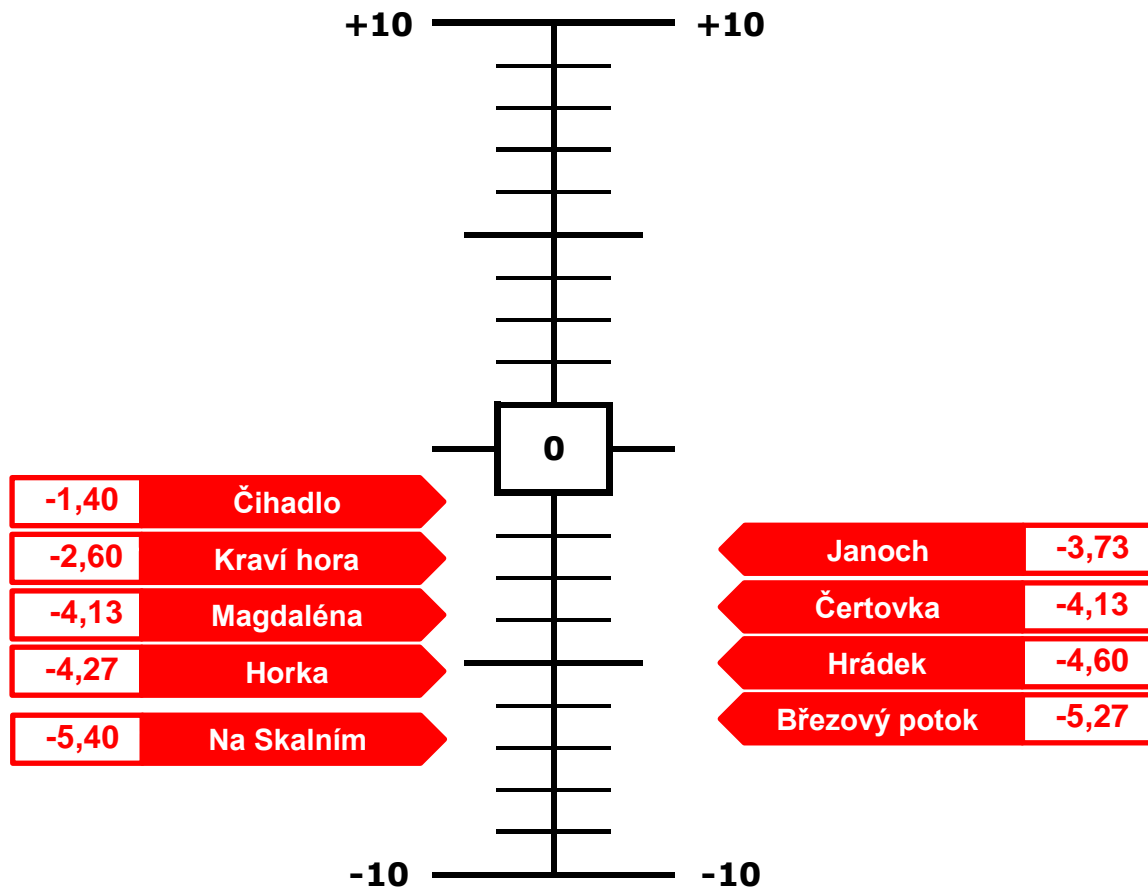 +10 +10
0
-1,40 Čihadlo
-2,60 Kraví hora
-4,13 Magdaléna
-4,27 Horka
-5,40 Na Skalním
Janoch -3,73
Čertovka -4,13
Hrádek -4,60
Březový potok -5,27
-10 -10